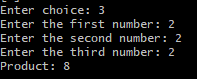 Enter choice: 3
Enter the first number: 2
Enter the second number: 2
Enter the third number: 2
Product: 8